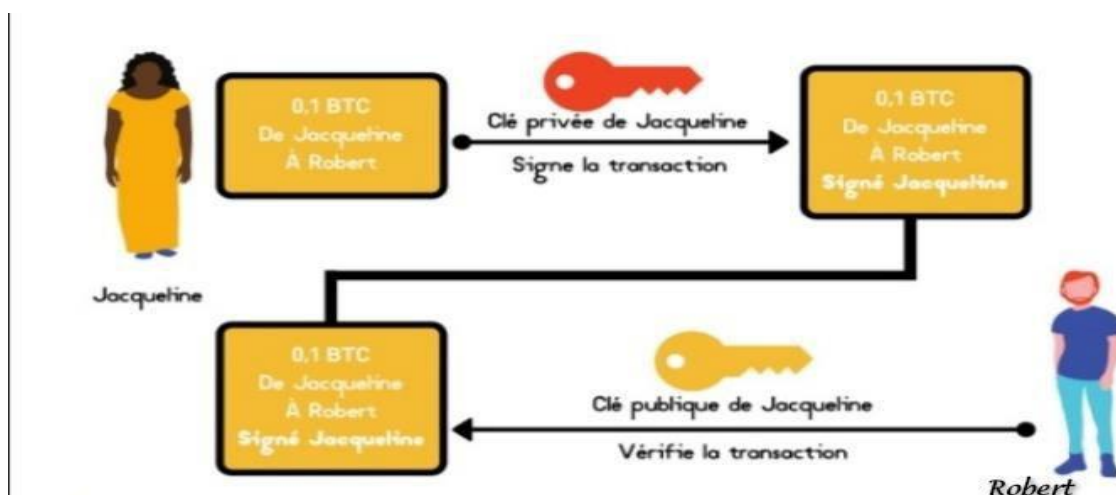 0,1 BTC
De Jacqueline
À Robert
Clé privée de Jacqueline
Signe la transaction
0,1 BTC
De Jacqueline
À Robert
Signé Jacqueline
Jacqueline
0,1 BTC
De Jacqueline
À Robert
Signé Jacqueline
Clé publique de Jacqueline
Vérifie la transaction
Robert